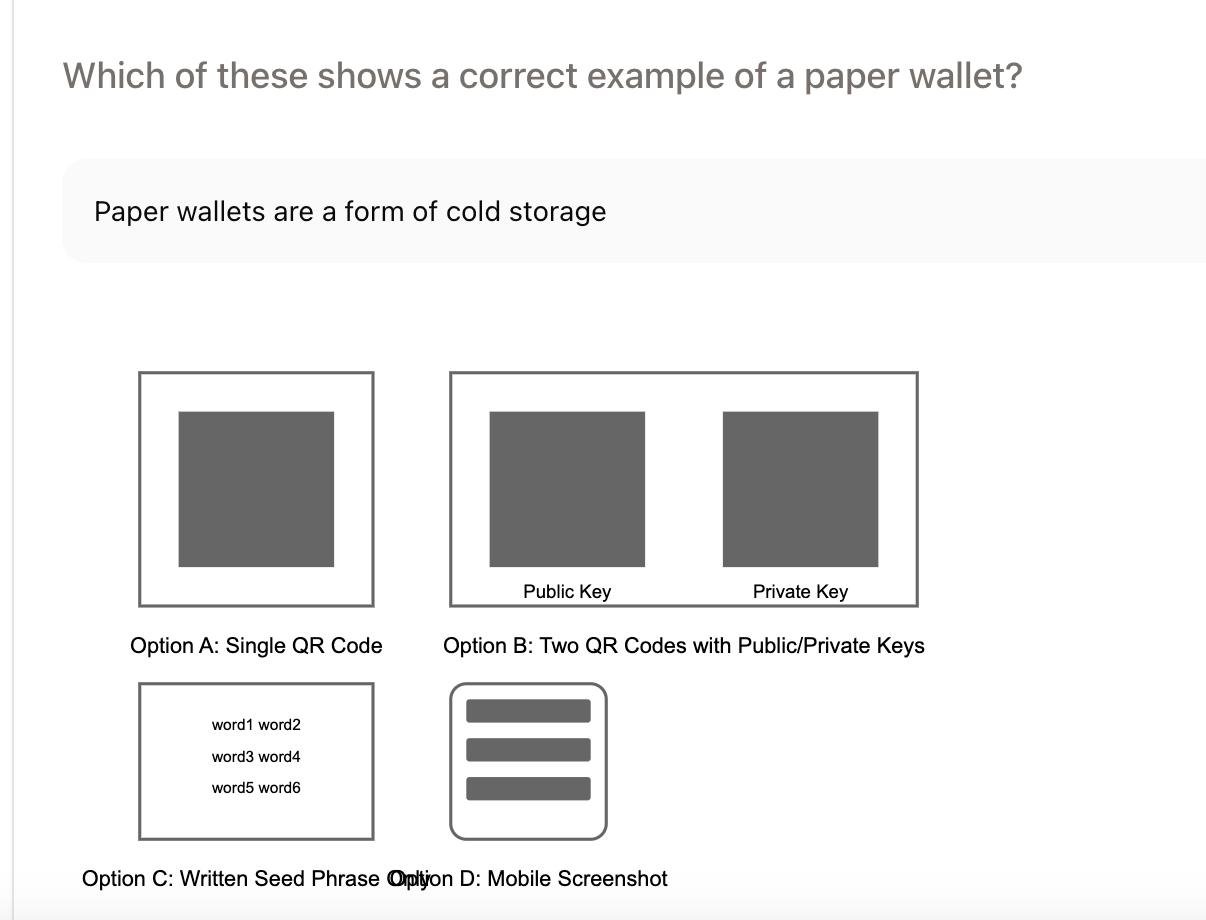 Which of these shows a correct example of a paper wallet?
Paper wallets are a form of cold storage
Public Key
Private Key
Option A: Single QR Code
Option B: Two QR Codes with Public/Private Keys
word1 word2
word3 word4
word5 word6
Option C: Written Seed Phrase Only
Option D: Mobile Screenshot